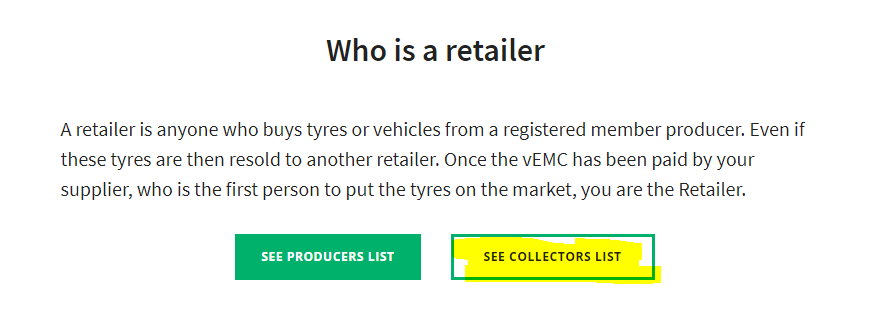 Who is a retailer
A retailer is anyone who buys tyres or vehicles from a registered member producer. Even if
these tyres are then resold to another retailer. Once the vEMC has been paid by your
supplier, who is the first person to put the tyres on the market, you are the Retailer.
SEE PRODUCERS LIST
SEE COLLECTORS LIST